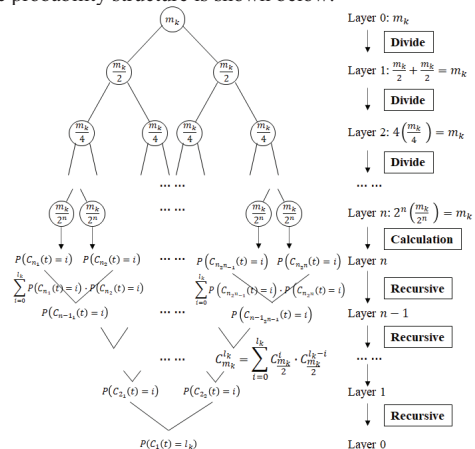 e probability structure is shown below:
m_k Layer 0: m_k
Divide
m_k/2 m_k/2 Layer 1: m_k/2 + m_k/2 = m_k
Divide
m_k/4 m_k/4 m_k/4 m_k/4 Layer 2: 4(m_k/4) = m_k
Divide
... ... ... ...
... ... ... ...
m_k/2^n m_k/2^n m_k/2^n m_k/2^n Layer n: 2^n(m_k/2^n) = m_k
Calculation
P(C_{n_1}(t) = i) P(C_{n_2}(t) = i) ... ... P(C_{n_{2^n-1}}(t) = i) P(C_{n_{2^n}}(t) = i) Layer n
∑_{i=0}^{l_k} P(C_{n_1}(t) = i) · P(C_{n_2}(t) = i) ∑_{i=0}^{l_k} P(C_{n_{2^n-1}}(t) = i) · P(C_{n_{2^n}}(t) = i) Recursive
P(C_{n-1_1}(t) = i) ... ... P(C_{n-1_{2^n-1}}(t) = i) Layer n − 1
Recursive
... ... C_{m_k}^{l_k} = ∑_{i=0}^{l_k} C_{m_k/2}^{i} · C_{m_k/2}^{l_k-i} ... ...
P(C_{2_1}(t) = i) P(C_{2_2}(t) = i) Layer 1
Recursive
P(C_1(t) = l_k) Layer 0